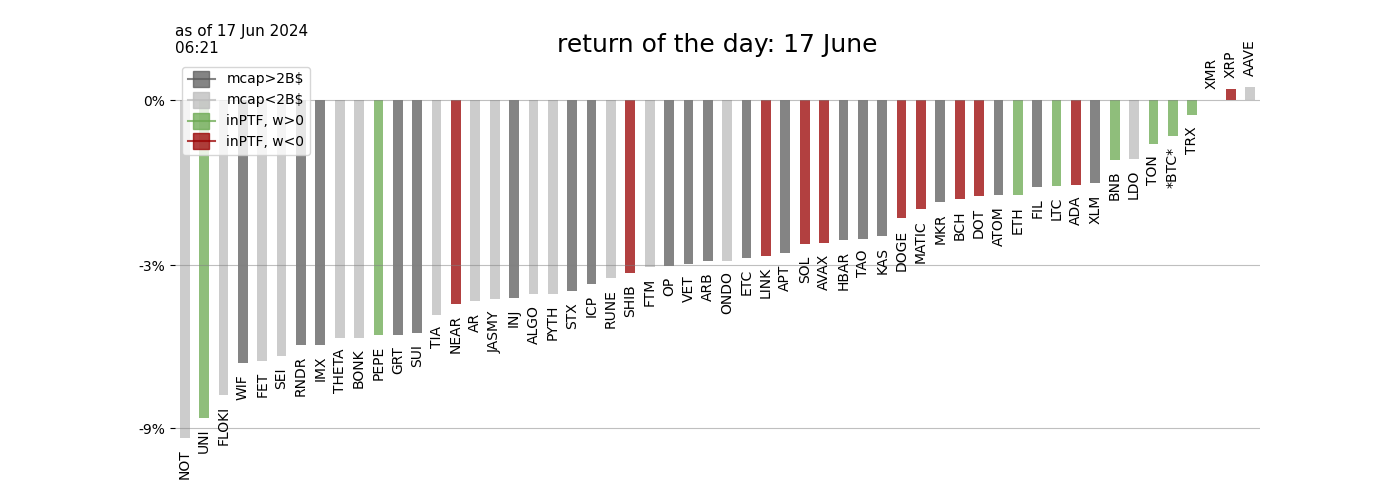 as of 17 Jun 2024
06:21
return of the day: 17 June
mcap>2B$
mcap<2B$
inPTF, w>0
inPTF, w<0
0%
-3%
-9%
NOT
UNI
FLOKI
WIF
FET
SEI
RNDR
IMX
THETA
BONK
PEPE
GRT
SUI
TIA
NEAR
AR
JASMY
INJ
ALGO
PYTH
STX
ICP
RUNE
SHIB
FTM
OP
VET
ARB
ONDO
ETC
LINK
APT
SOL
AVAX
HBAR
TAO
KAS
DOGE
MATIC
MKR
BCH
DOT
ATOM
ETH
FIL
LTC
ADA
XLM
BNB
LDO
TON
*BTC*
TRX
XMR
XRP
AAVE